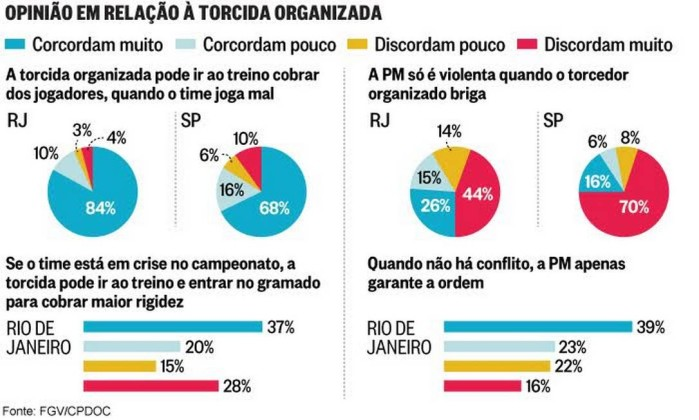 OPINIÃO EM RELAÇÃO À TORCIDA ORGANIZADA
Corcordam muito Corcordam pouco Discordam pouco Discordam muito
A torcida organizada pode ir ao treino cobrar
dos jogadores, quando o time joga mal
RJ
3%
4%
10%
84%
SP
10%
6%
16%
68%
A PM só é violenta quando o torcedor
organizado briga
RJ
14%
15%
26%
44%
SP
6%
8%
16%
70%
Se o time está em crise no campeonato, a
torcida pode ir ao treino e entrar no gramado
para cobrar maior rigidez
RIO DE
JANEIRO
37%
20%
15%
28%
Quando não há conflito, a PM apenas
garante a ordem
RIO DE
JANEIRO
39%
23%
22%
16%
Fonte: FGV/CPDOC